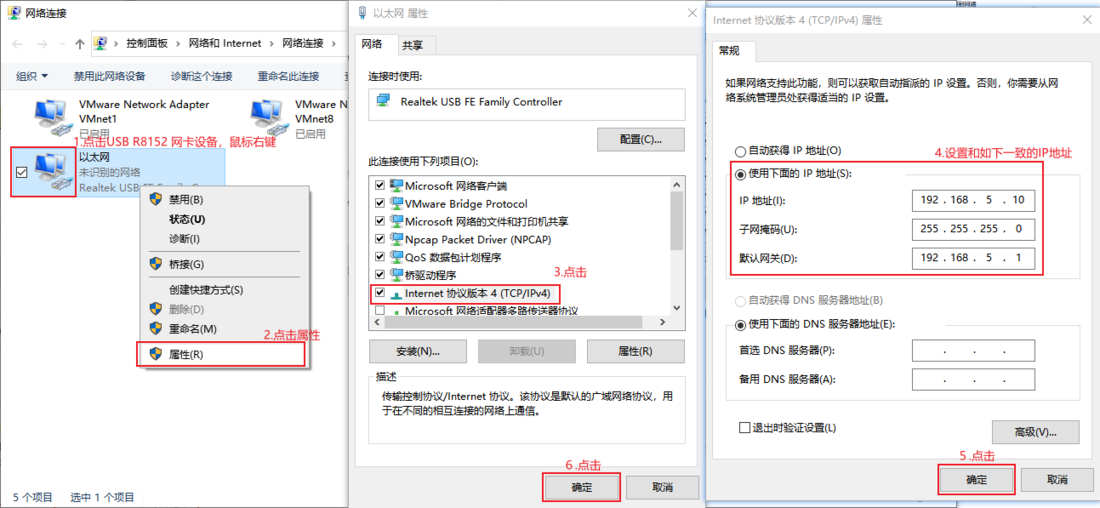 网络连接
控制面板 > 网络和 Internet > 网络连接 >
组织 禁用此网络设备 诊断这个连接 重命名此连接
VMware Network Adapter
VMnet1
已启用
VMware N
VMnet8
已启用
1.点击USB R8152 网卡设备，鼠标右键
以太网
未识别的网络
Realtek USB FE Family C
禁用(B)
状态(U)
诊断(I)
桥接(G)
创建快捷方式(S)
删除(D)
重命名(M)
2.点击属性
属性(R)
5 个项目 选中 1 个项目
以太网 属性
网络 共享
连接时使用:
Realtek USB FE Family Controller
配置(C)...
此连接使用下列项目(O):
Microsoft 网络客户端
VMware Bridge Protocol
Microsoft 网络的文件和打印机共享
Npcap Packet Driver (NPCAP)
QoS 数据包计划程序
桥驱动程序
3.点击
Internet 协议版本 4 (TCP/IPv4)
Microsoft 网络适配器多路传送器协议
安装(N)... 卸载(U) 属性(R)
描述
传输控制协议/Internet 协议。该协议是默认的广域网络协议，用
于在不同的相互连接的网络上通信。
6.点击
确定 取消
Internet 协议版本 4 (TCP/IPv4) 属性
常规
如果网络支持此功能，则可以获取自动指派的 IP 设置。否则，你需要从网
络系统管理员处获得适当的 IP 设置。
自动获得 IP 地址(O)
4.设置和如下一致的IP地址
使用下面的 IP 地址(S):
IP 地址(I): 192 . 168 . 5 . 10
子网掩码(U): 255 . 255 . 255 . 0
默认网关(D): 192 . 168 . 5 . 1
自动获得 DNS 服务器地址(B)
使用下面的 DNS 服务器地址(E):
首选 DNS 服务器(P): . . .
备用 DNS 服务器(A): . . .
退出时验证设置(L)
高级(V)...
5.点击
确定 取消